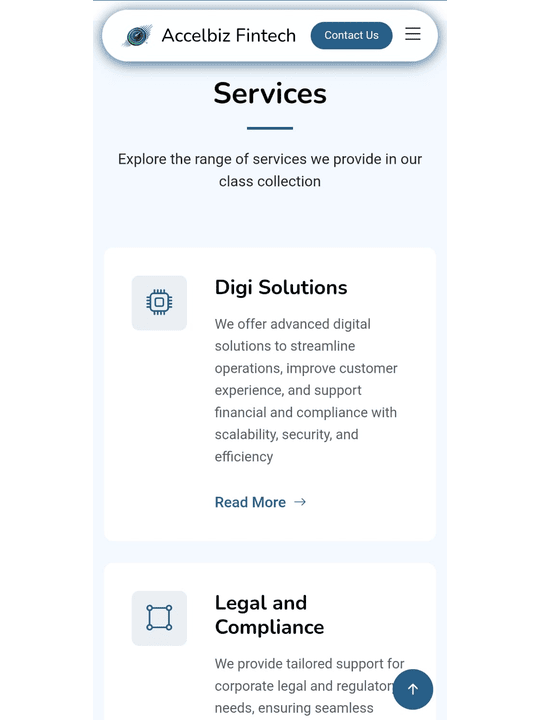 Accelbiz Fintech
Contact Us
Services
Explore the range of services we provide in our
class collection
Digi Solutions
We offer advanced digital
solutions to streamline
operations, improve customer
experience, and support
financial and compliance with
scalability, security, and
efficiency
Read More
Legal and
Compliance
We provide tailored support for
corporate legal and regulatory
needs, ensuring seamless